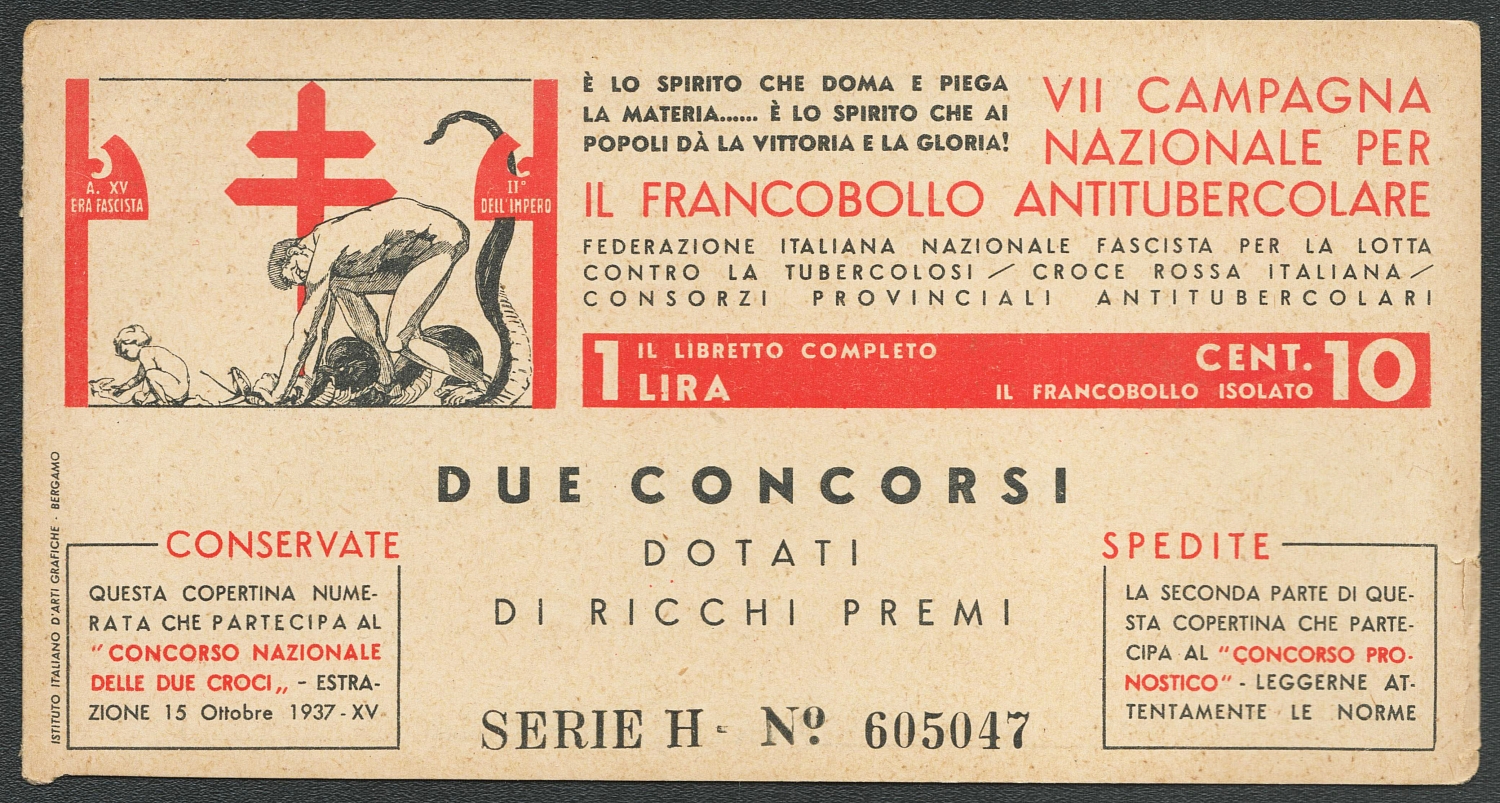 A. XV
ERA FASCISTA
II°
DELL'IMPERO
È LO SPIRITO CHE DOMA E PIEGA
LA MATERIA...... È LO SPIRITO CHE AI
POPOLI DÀ LA VITTORIA E LA GLORIA!
VII CAMPAGNA
NAZIONALE PER
IL FRANCOBOLLO ANTITUBERCOLARE
FEDERAZIONE ITALIANA NAZIONALE FASCISTA PER LA LOTTA
CONTRO LA TUBERCOLOSI / CROCE ROSSA ITALIANA /
CONSORZI PROVINCIALI ANTITUBERCOLARI
1 LIRA
IL LIBRETTO COMPLETO
CENT. 10
IL FRANCOBOLLO ISOLATO
DUE CONCORSI
DOTATI
DI RICCHI PREMI
CONSERVATE
QUESTA COPERTINA NUME-
RATA CHE PARTECIPA AL
"CONCORSO NAZIONALE
DELLE DUE CROCI„ - ESTRA-
ZIONE 15 Ottobre 1937-XV
SPEDITE
LA SECONDA PARTE DI QUE-
STA COPERTINA CHE PARTE-
CIPA AL "CONCORSO PRO-
NOSTICO" - LEGGERNE AT-
TENTAMENTE LE NORME
SERIE H - Nº 605047
ISTITUTO ITALIANO D'ARTI GRAFICHE - BERGAMO